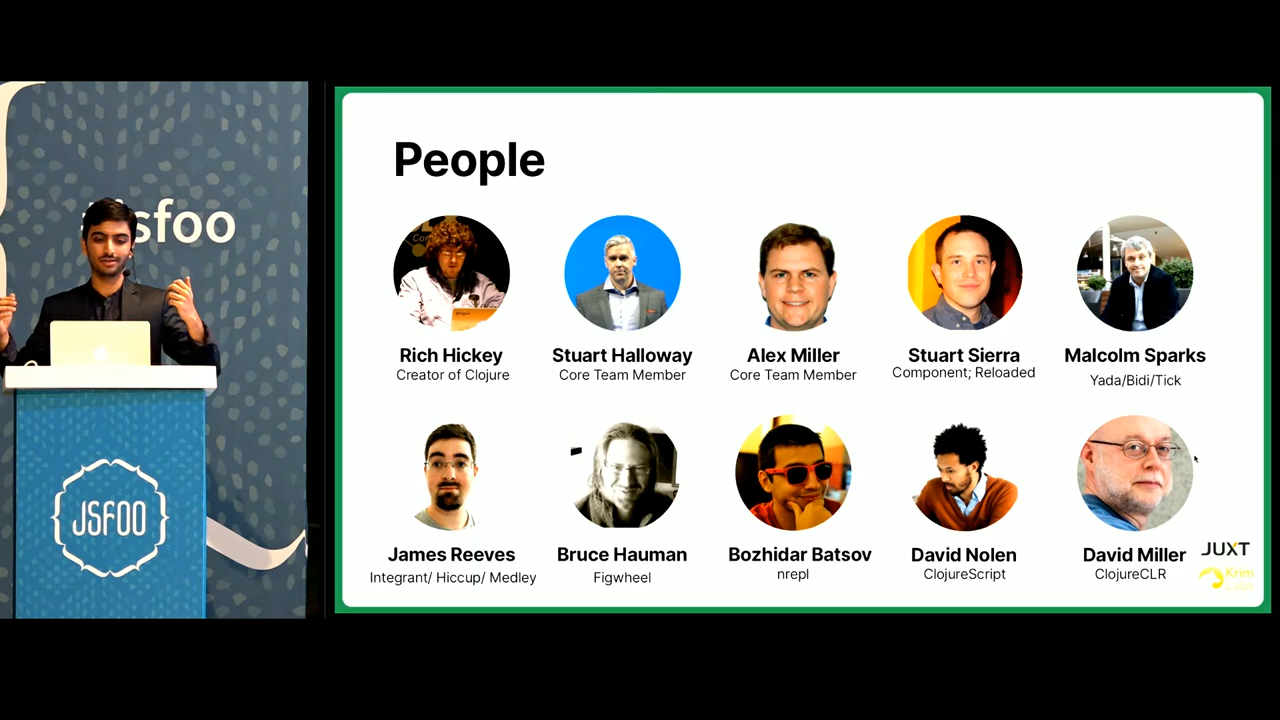 jsfoo
JSFOO
People
Rich Hickey
Creator of Clojure
Stuart Halloway
Core Team Member
Alex Miller
Core Team Member
Stuart Sierra
Component; Reloaded
Malcolm Sparks
Yada/Bidi/Tick
James Reeves
Integrant/ Hiccup/ Medley
Bruce Hauman
Figwheel
Bozhidar Batsov
nrepl
David Nolen
ClojureScript
David Miller
ClojureCLR
JUXT
Krim
Labs